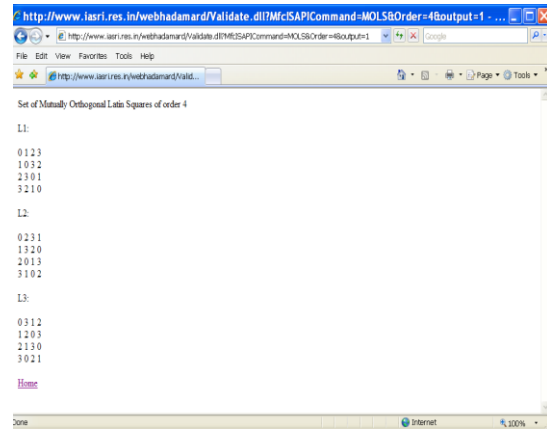 http://www.iasri.res.in/webhadamard/Validate.dll?MfcISAPICommand=MOLS&Order=4&output=1 - ...
http://www.iasri.res.in/webhadamard/Validate.dll?MfcISAPICommand=MOLS&Order=4&output=1
Google
File Edit View Favorites Tools Help
http://www.iasri.res.in/webhadamard/Valid...
Page Tools
Set of Mutually Orthogonal Latin Squares of order 4
L1:
0 1 2 3
1 0 3 2
2 3 0 1
3 2 1 0
L2:
0 2 3 1
1 3 2 0
2 0 1 3
3 1 0 2
L3:
0 3 1 2
1 2 0 3
2 1 3 0
3 0 2 1
Home
Done Internet 100%